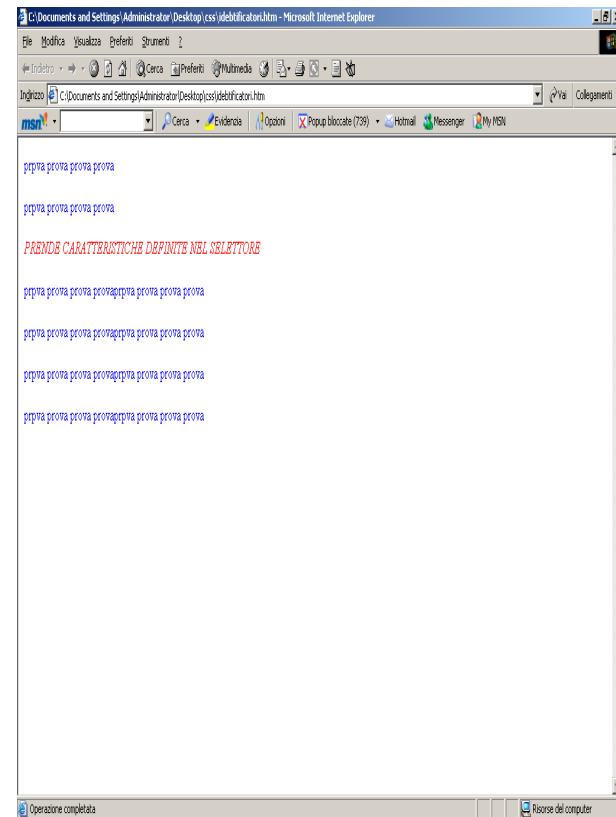 C:\Documents and Settings\Administrator\Desktop\css\idebtificatori.htm - Microsoft Internet Explorer
File Modifica Visualizza Preferiti Strumenti ?
Indietro Cerca Preferiti Multimedia
Indirizzo C:\Documents and Settings\Administrator\Desktop\css\idebtificatori.htm Vai Collegamenti
msn Cerca Evidenzia Opzioni Popup bloccate (739) Hotmail Messenger My MSN
prpva prova prova prova
prpva prova prova prova
PRENDE CARATTERISTICHE DEFINITE NEL SELETTORE
prpva prova prova provaprpva prova prova prova
prpva prova prova provaprpva prova prova prova
prpva prova prova provaprpva prova prova prova
prpva prova prova provaprpva prova prova prova
Operazione completata Risorse del computer